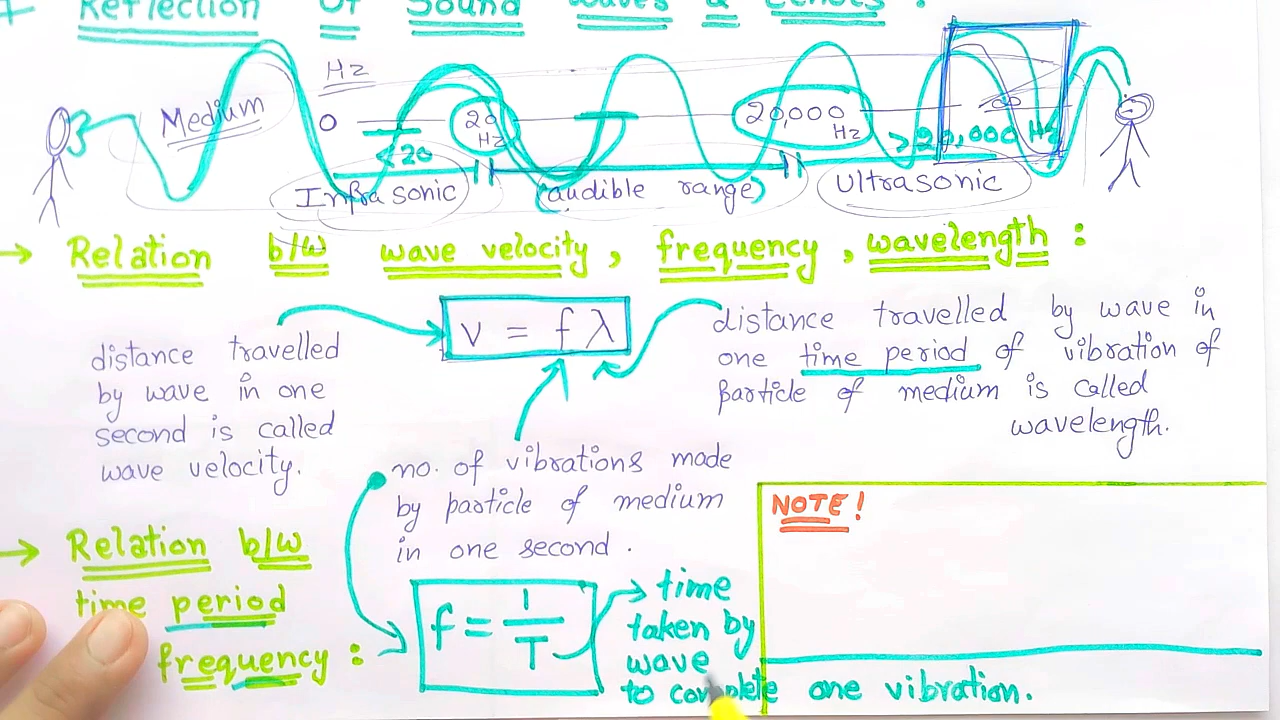 Reflection of Sound waves & Echoes :
Hz
Medium
0
20
Hz
20,000
Hz
∞
<20
>20,000 Hz
Infrasonic
(audible range)
Ultrasonic
→ Relation b/w wave velocity, frequency, wavelength :
v = fλ
distance travelled
by wave in one
second is called
wave velocity.
distance travelled by wave in
one time period of vibration of
particle of medium is called
wavelength.
no. of vibrations made
by particle of medium
in one second.
→ Relation b/w
time period
frequency :
f = 1/T
time
taken by
wave
to complete one vibration.
NOTE!